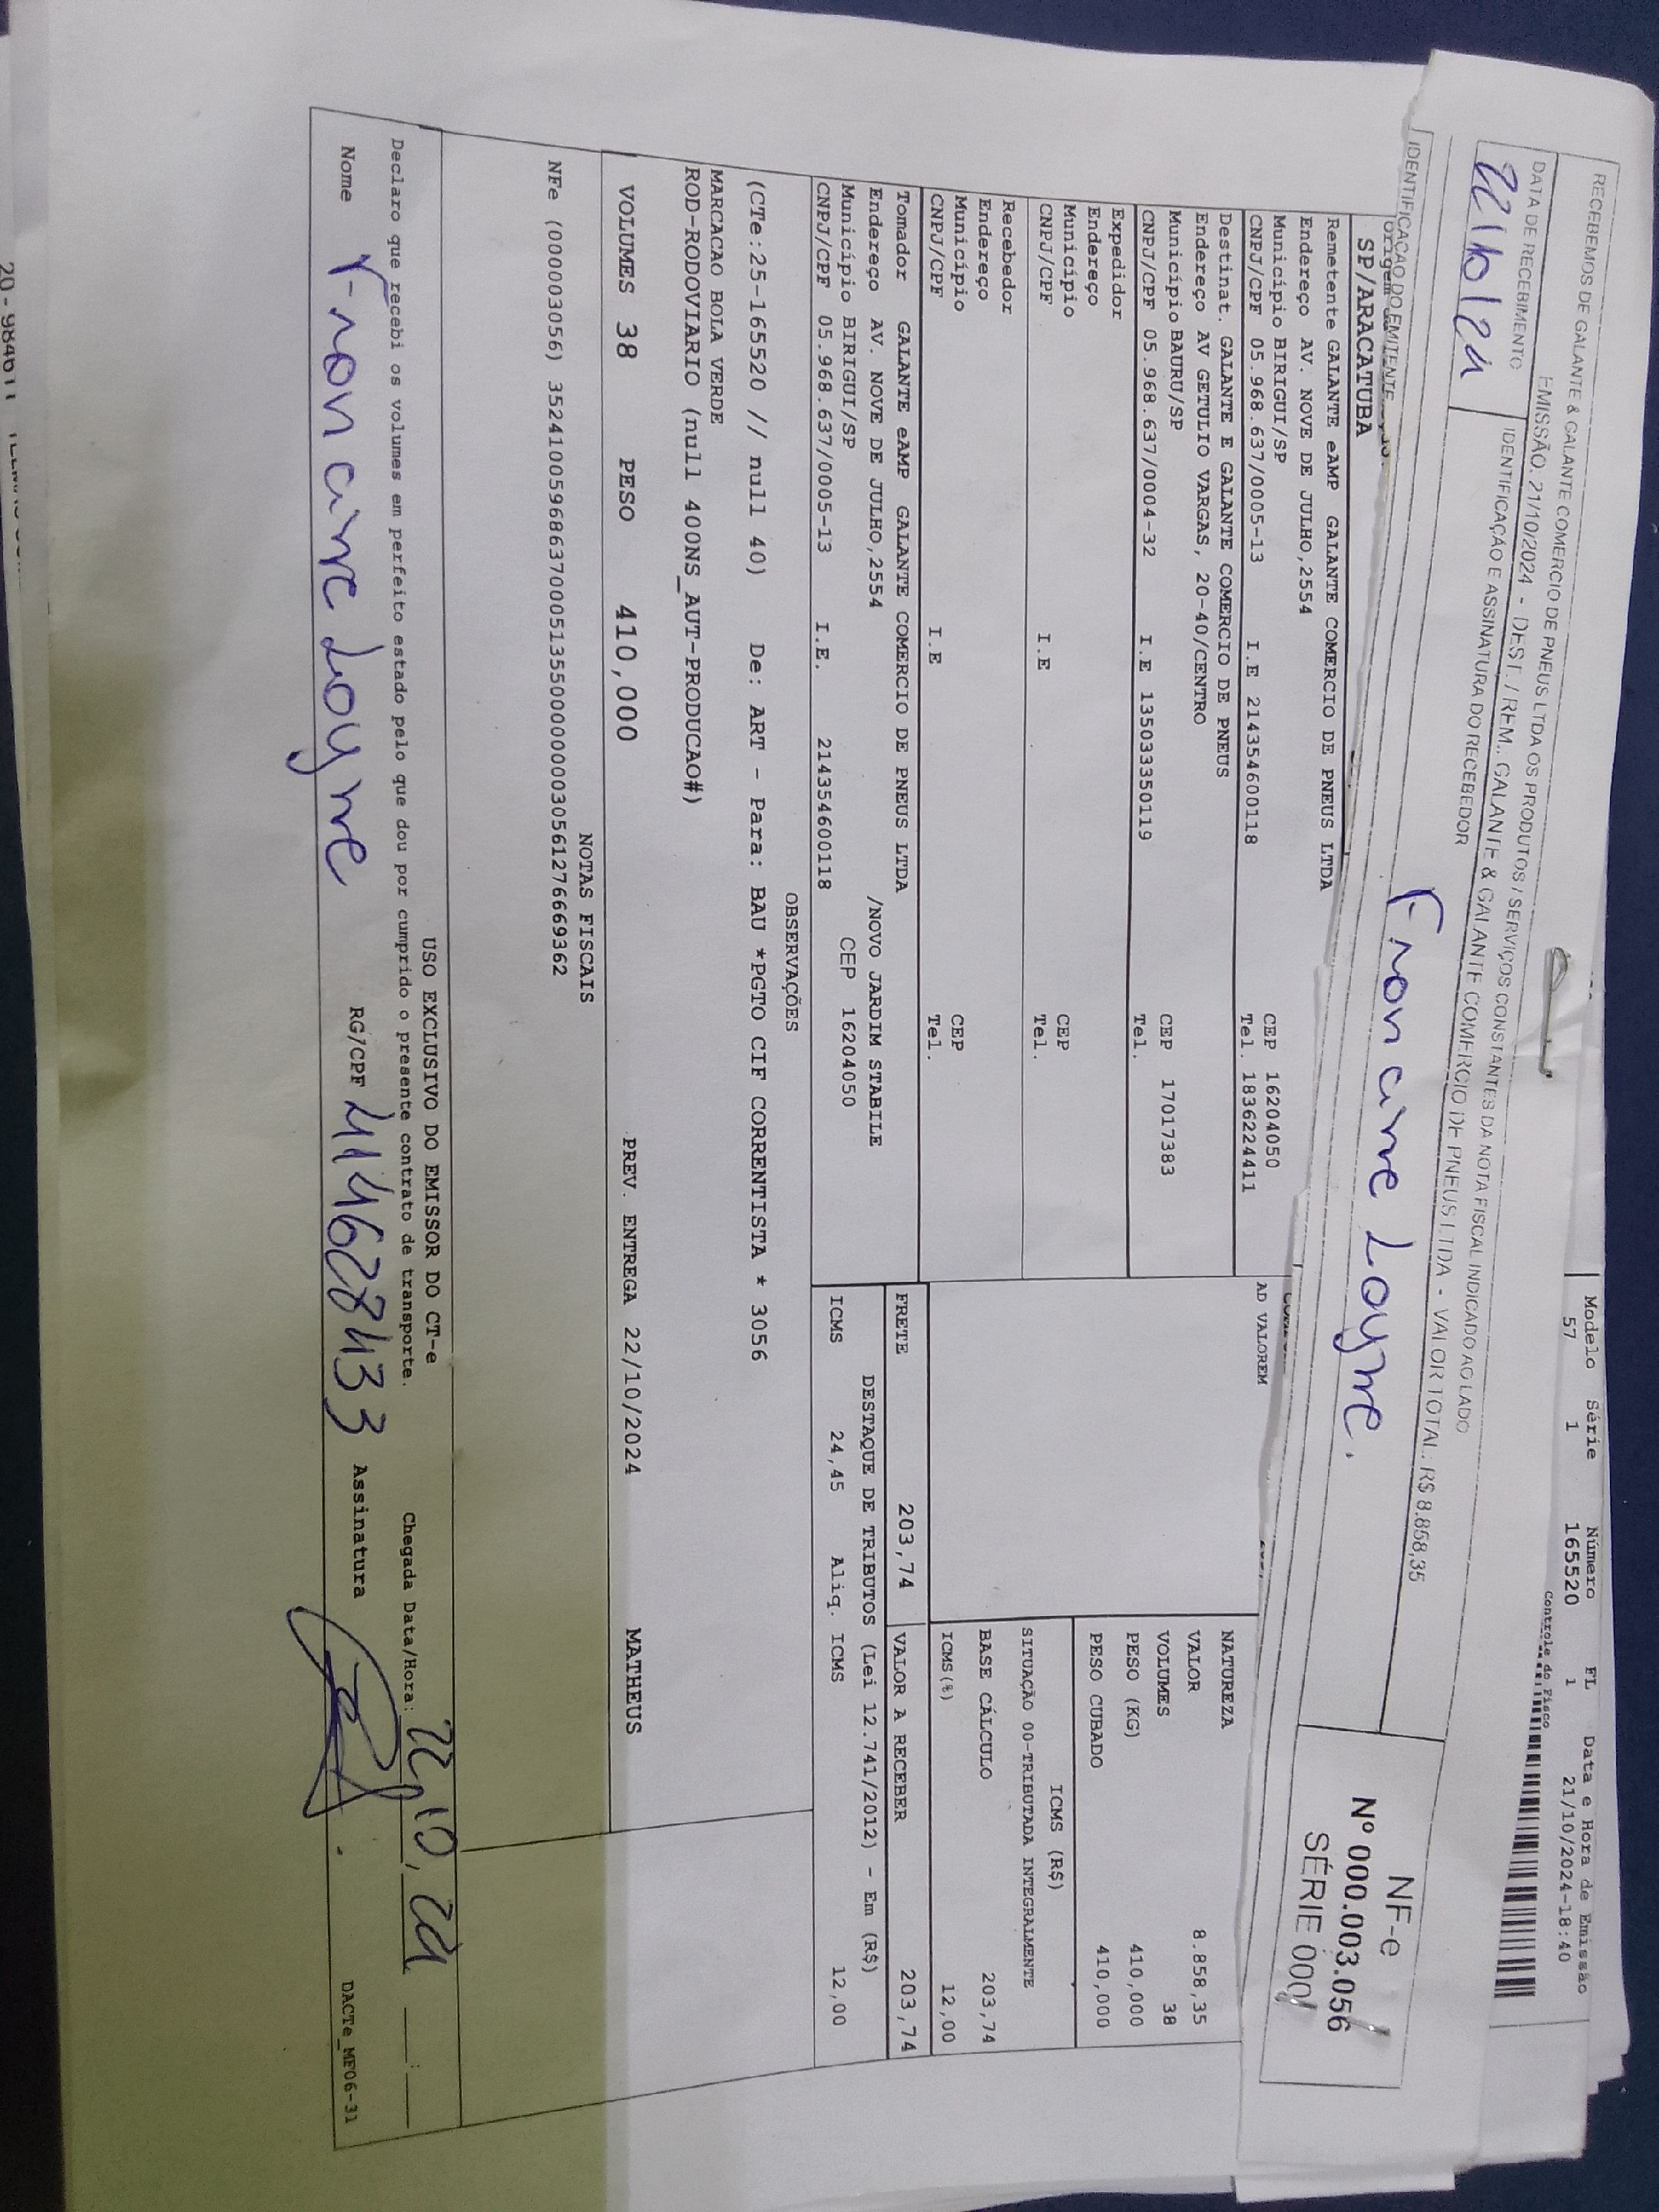 RECEBEMOS DE GALANTE & GALANTE COMERCIO DE PNEUS LTDA OS PRODUTOS / SERVIÇOS CONSTANTES DA NOTA FISCAL INDICADO AO LADO
EMISSÃO: 21/10/2024 - DEST. / REM.: GALANTE & GALANTE COMERCIO DE PNEUS LTDA - VALOR TOTAL: R$ 8.858,35
DATA DE RECEBIMENTO
IDENTIFICAÇÃO E ASSINATURA DO RECEBEDOR
22/10/24
NF-e
Nº 000.003.056
SÉRIE 000
Modelo Série Número FL Data e Hora de Emissão
57 1 165520 1 21/10/2024-18:40
Controle do Fisco
IDENTIFICAÇÃO DO EMITENTE
SP/ARACATUBA
Remetente GALANTE eAMP GALANTE COMERCIO DE PNEUS LTDA
Endereço AV. NOVE DE JULHO,2554
Município BIRIGUI/SP CEP 16204050
CNPJ/CPF 05.968.637/0005-13 I.E 214354600118 Tel. 183622441 1
Destinat. GALANTE E GALANTE COMERCIO DE PNEUS
Endereço AV GETULIO VARGAS, 20-40/CENTRO
Município BAURU/SP CEP 17017383
CNPJ/CPF 05.968.637/0004-32 I.E 135033350119 Tel.
Expedidor
Endereço
Município CEP
CNPJ/CPF I.E Tel.
Recebedor
Endereço
Município CEP
CNPJ/CPF I.E Tel.
Tomador GALANTE eAMP GALANTE COMERCIO DE PNEUS LTDA
Endereço AV. NOVE DE JULHO,2554 /NOVO JARDIM STABILE
Município BIRIGUI/SP CEP 16204050
CNPJ/CPF 05.968.637/0005-13 I.E. 214354600118
AD VALOREM
NATUREZA
VALOR 8.858,35
VOLUMES 38
PESO (KG) 410,000
PESO CUBADO 410,000
ICMS (R$)
SITUAÇÃO 00-TRIBUTADA INTEGRALMENTE
BASE CÁLCULO 203,74
ICMS(%) 12,00
FRETE 203,74 VALOR A RECEBER 203,74
DESTAQUE DE TRIBUTOS (Lei 12.741/2012) - Em (R$)
ICMS 24,45 Aliq. ICMS 12,00
OBSERVAÇÕES
(CTe:25-165520 // null 40) De: ART - Para: BAU *PGTO CIF CORRENTISTA * 3056
MARCACAO BOLA VERDE
ROD-RODOVIARIO (null 400NS_AUT-PRODUCAO#)
VOLUMES 38 PESO 410,000 PREV. ENTREGA 22/10/2024 MATHEUS
NOTAS FISCAIS
NFe (000003056) 35241005968637000513550000000030561276669362
USO EXCLUSIVO DO EMISSOR DO CT-e
Declaro que recebi os volumes em perfeito estado pelo que dou por cumprido o presente contrato de transporte. Chegada Data/Hora: 22/10/24 __:__
Nome RG/CPF Assinatura
DACTe_MF06-31